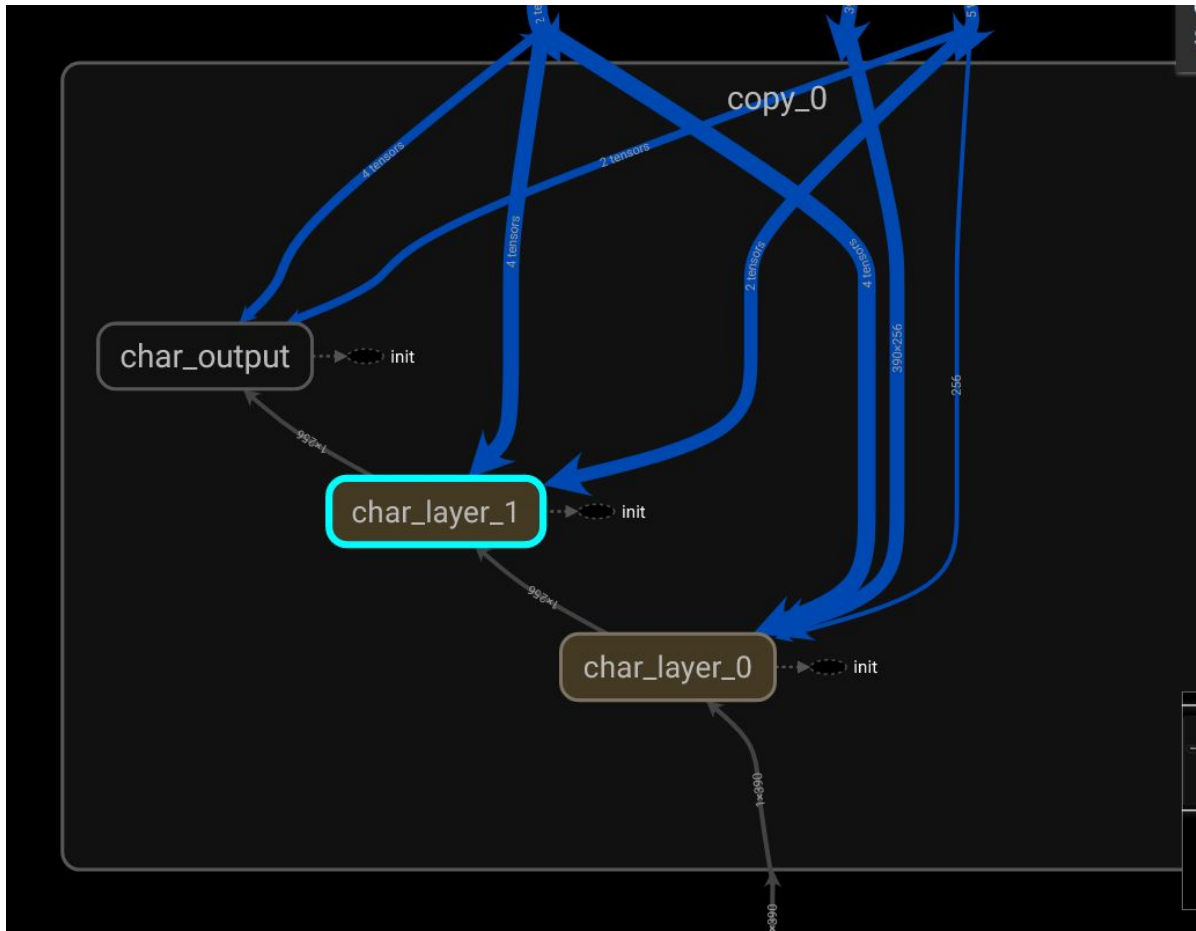 copy_0
4 tensors
2 tensors
4 tensors
2 tensors
4 tensors
390×256
256
char_output
init
1×256
char_layer_1
init
1×256
char_layer_0
init
1×390